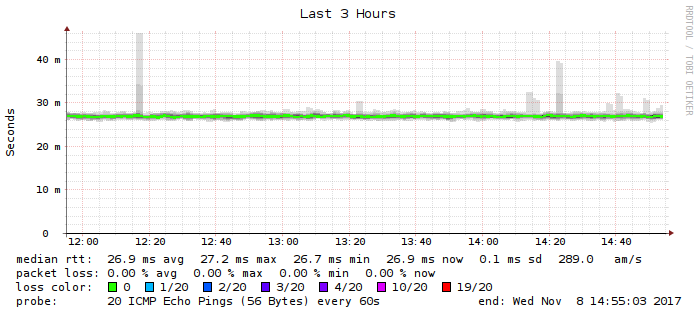 Last 3 Hours
RRDTOOL / TOBI OETIKER
Seconds
40 m
30 m
20 m
10 m
0
12:00 12:20 12:40 13:00 13:20 13:40 14:00 14:20 14:40
median rtt: 26.9 ms avg 27.2 ms max 26.7 ms min 26.9 ms now 0.1 ms sd 289.0 am/s
packet loss: 0.00 % avg 0.00 % max 0.00 % min 0.00 % now
loss color: 0 1/20 2/20 3/20 4/20 10/20 19/20
probe: 20 ICMP Echo Pings (56 Bytes) every 60s end: Wed Nov 8 14:55:03 2017